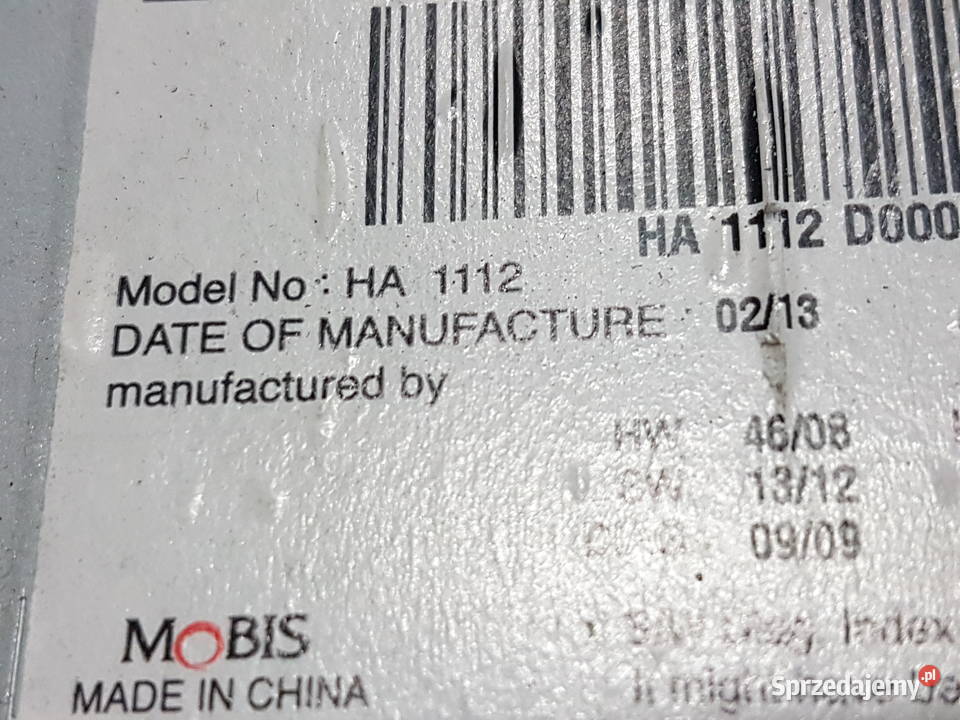 HA 1112 D000
Model No : HA 1112
DATE OF MANUFACTURE : 02/13
manufactured by
HW 46/08
SW 13/12
DIAG 09/09
MOBIS
Index
MADE IN CHINA
Sprzedajemy.pl